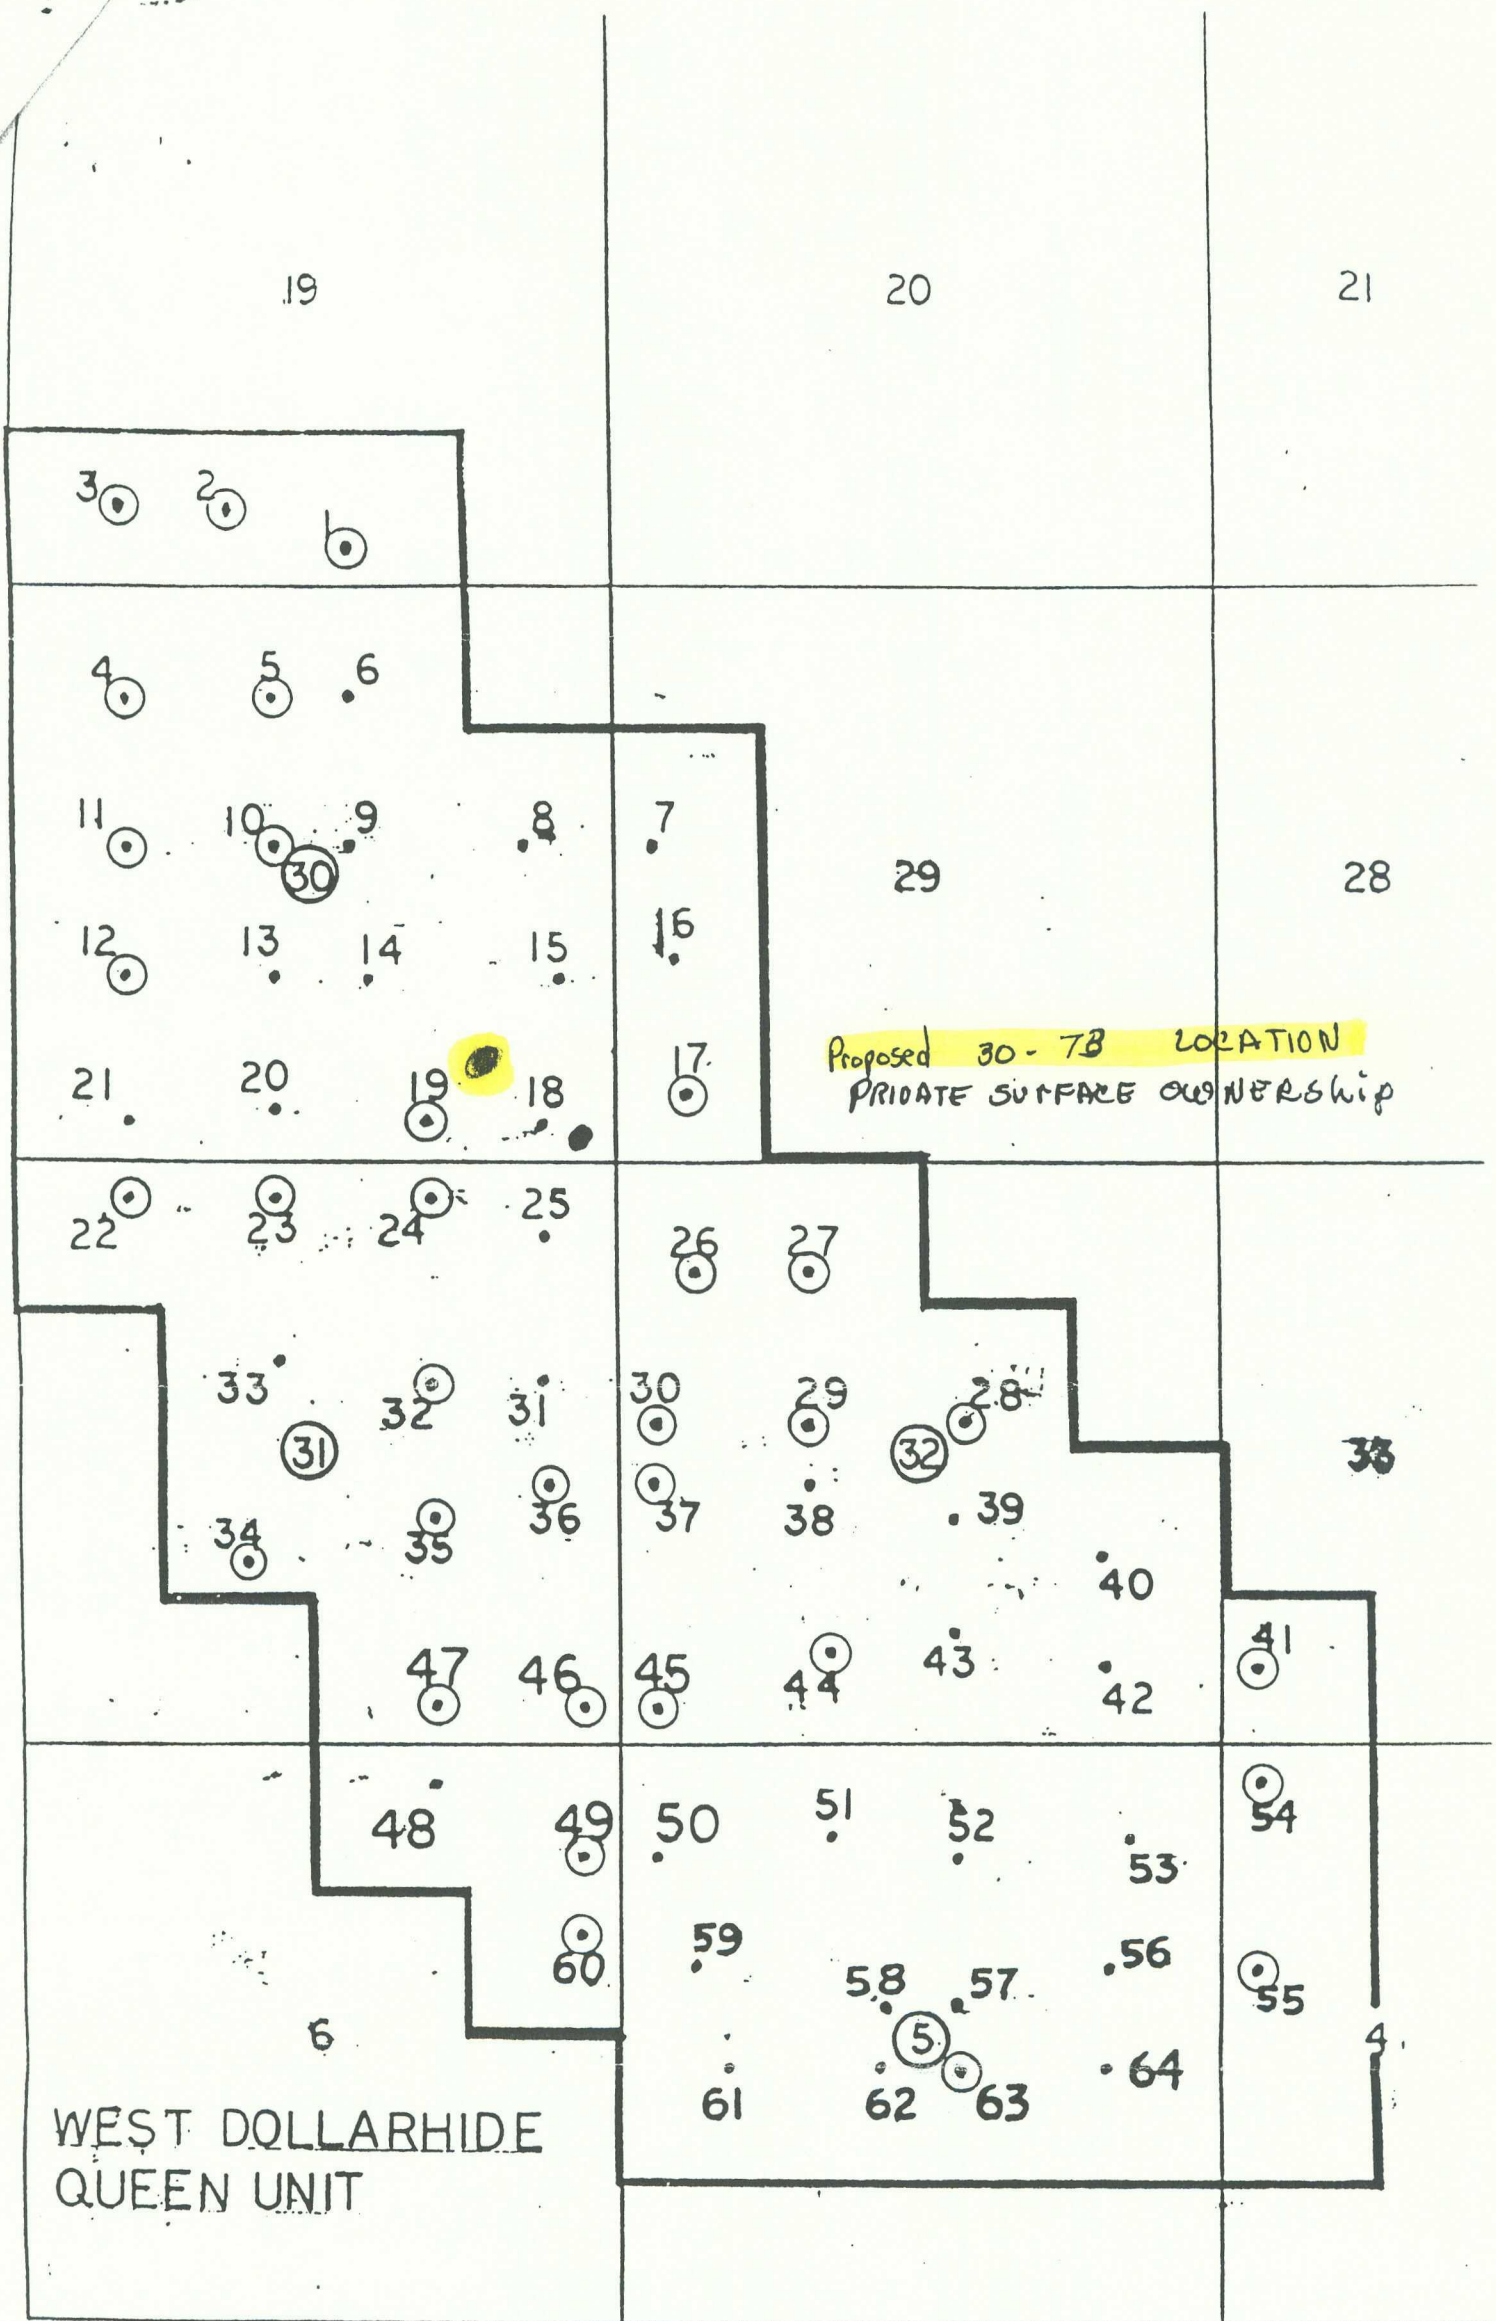 19 20 21
3 2 1
4 5 6
11 10 9 8 7
30 29 28
12 13 14 15 16
Proposed 30 - TB LOCATION
PRIVATE SURFACE OWNERShip
21 20 19 18 17
22 23 24 25
26 27
33 32 31 30 29 28
31 32 33
34 35 36 37 38 39
40
47 46 45 44 43 42 41
48 49 50 51 52 53 54
60 59 58 57 56 55
6 5 4
61 62 63 64
WEST DOLLARHIDE
QUEEN UNIT